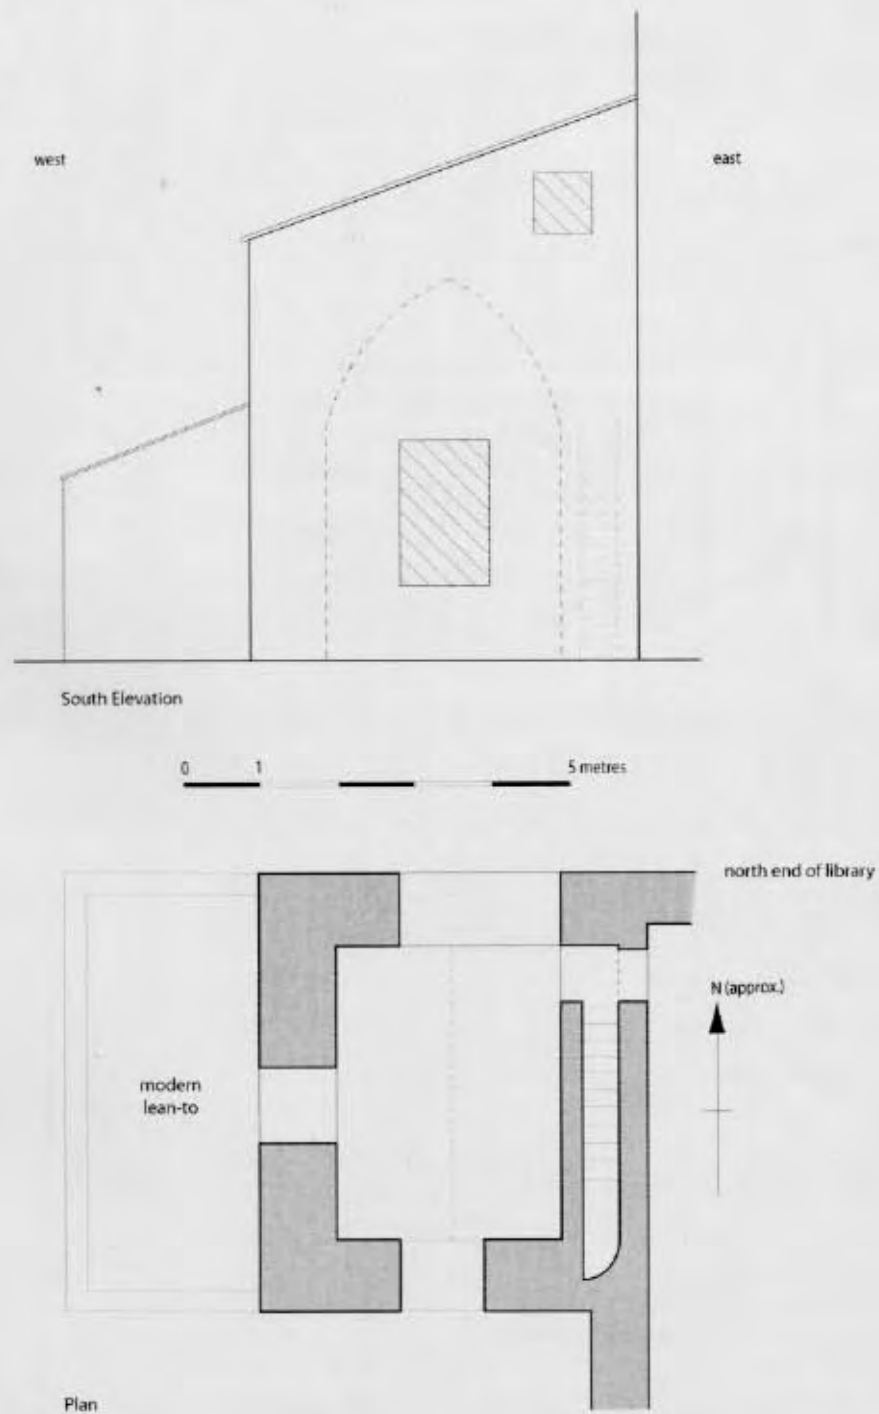 west
east
South Elevation
0 1 5 metres
north end of library
N (approx.)
modern
lean-to
Plan